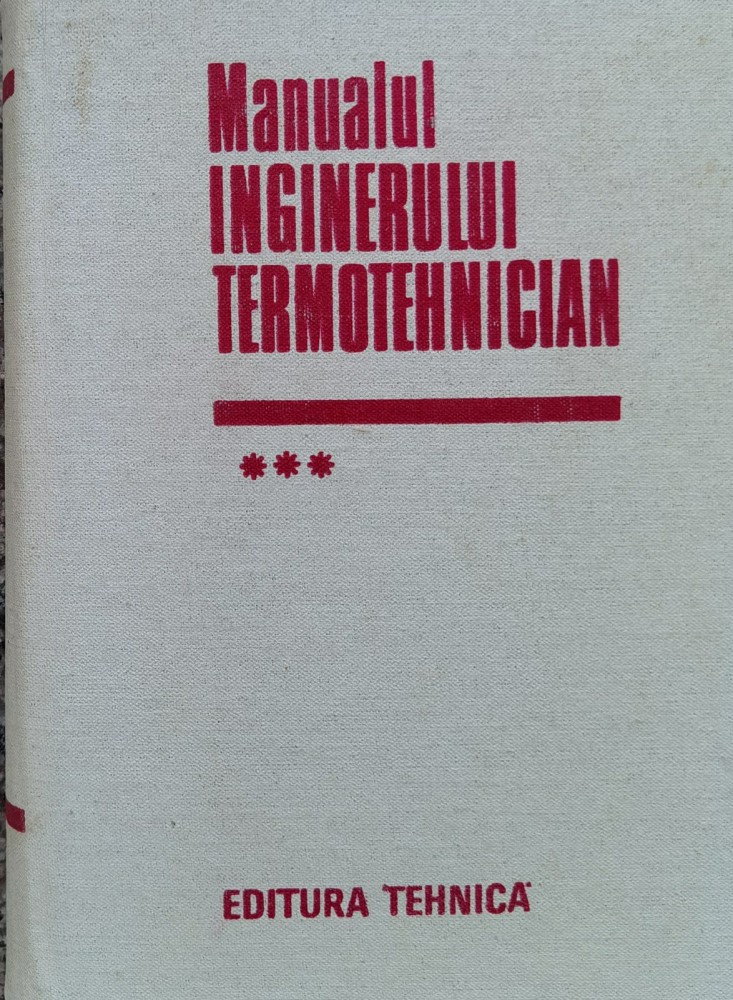 Manualul
INGINERULUI
TERMOTEHNICIAN
***
EDITURA TEHNICĂ